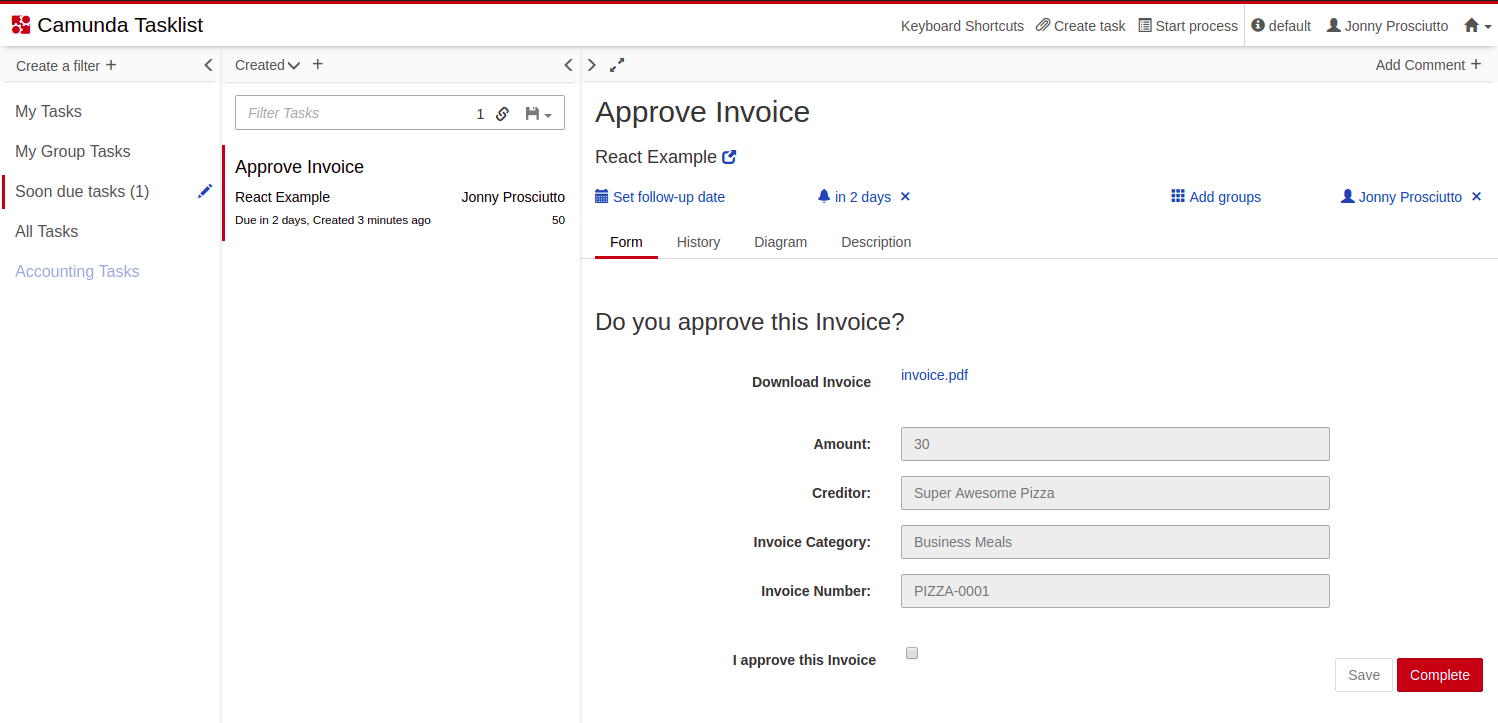 Camunda Tasklist
Keyboard Shortcuts Create task Start process default Jonny Prosciutto
Create a filter +
My Tasks
My Group Tasks
Soon due tasks (1)
All Tasks
Accounting Tasks
Created +
Filter Tasks 1
Approve Invoice
React Example Jonny Prosciutto
Due in 2 days, Created 3 minutes ago 50
Add Comment +
Approve Invoice
React Example
Set follow-up date in 2 days × Add groups Jonny Prosciutto ×
Form History Diagram Description
Do you approve this Invoice?
Download Invoice invoice.pdf
Amount: 30
Creditor: Super Awesome Pizza
Invoice Category: Business Meals
Invoice Number: PIZZA-0001
I approve this Invoice
Save Complete